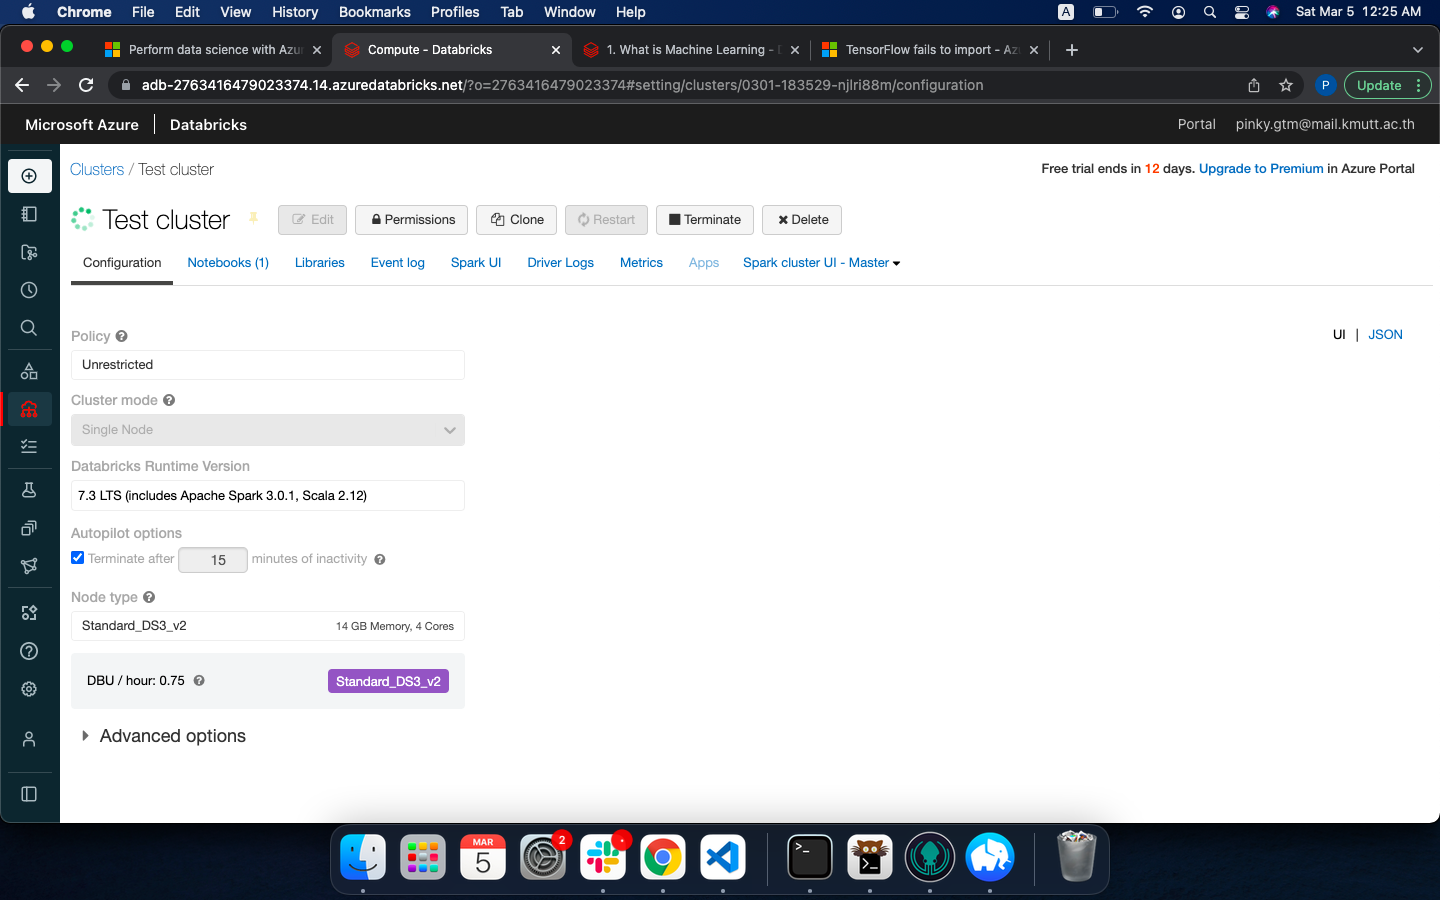 Chrome File Edit View History Bookmarks Profiles Tab Window Help A Sat Mar 5 12:25 AM
Perform data science with Azur Compute - Databricks 1. What is Machine Learning - TensorFlow fails to import - Az
adb-2763416479023374.14.azuredatabricks.net/?o=2763416479023374#setting/clusters/0301-183529-njlri88m/configuration P Update
Microsoft Azure Databricks Portal pinky.gtm@mail.kmutt.ac.th
Clusters / Test cluster Free trial ends in 12 days. Upgrade to Premium in Azure Portal
Test cluster Edit Permissions Clone Restart Terminate Delete
Configuration Notebooks (1) Libraries Event log Spark UI Driver Logs Metrics Apps Spark cluster UI - Master
Policy UI | JSON
Unrestricted
Cluster mode
Single Node
Databricks Runtime Version
7.3 LTS (includes Apache Spark 3.0.1, Scala 2.12)
Autopilot options
Terminate after 15 minutes of inactivity
Node type
Standard_DS3_v2 14 GB Memory, 4 Cores
DBU / hour: 0.75 Standard_DS3_v2
Advanced options
MAR 2
5